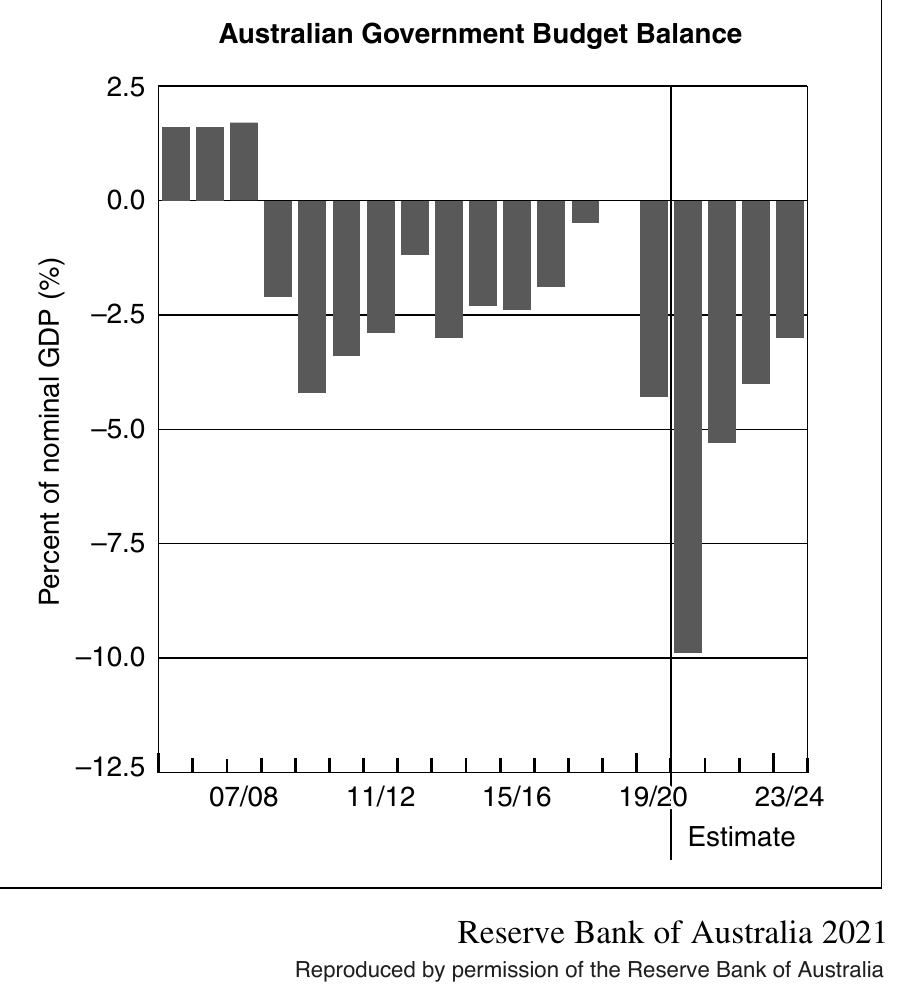 Australian Government Budget Balance
Percent of nominal GDP (%)
2.5
0.0
–2.5
–5.0
–7.5
–10.0
–12.5
07/08 11/12 15/16 19/20 23/24
Estimate
Reserve Bank of Australia 2021
Reproduced by permission of the Reserve Bank of Australia